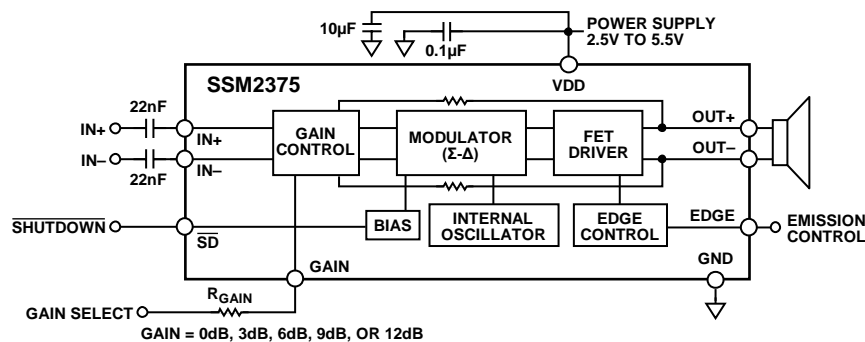 10µF
0.1µF
POWER SUPPLY
2.5V TO 5.5V
SSM2375
VDD
22nF
IN+
IN+
GAIN
CONTROL
MODULATOR
(Σ-Δ)
FET
DRIVER
OUT+
IN–
22nF
IN–
OUT–
SHUTDOWN
SD
BIAS
INTERNAL
OSCILLATOR
EDGE
CONTROL
EDGE
EMISSION
CONTROL
GAIN
GND
GAIN SELECT
RGAIN
GAIN = 0dB, 3dB, 6dB, 9dB, OR 12dB